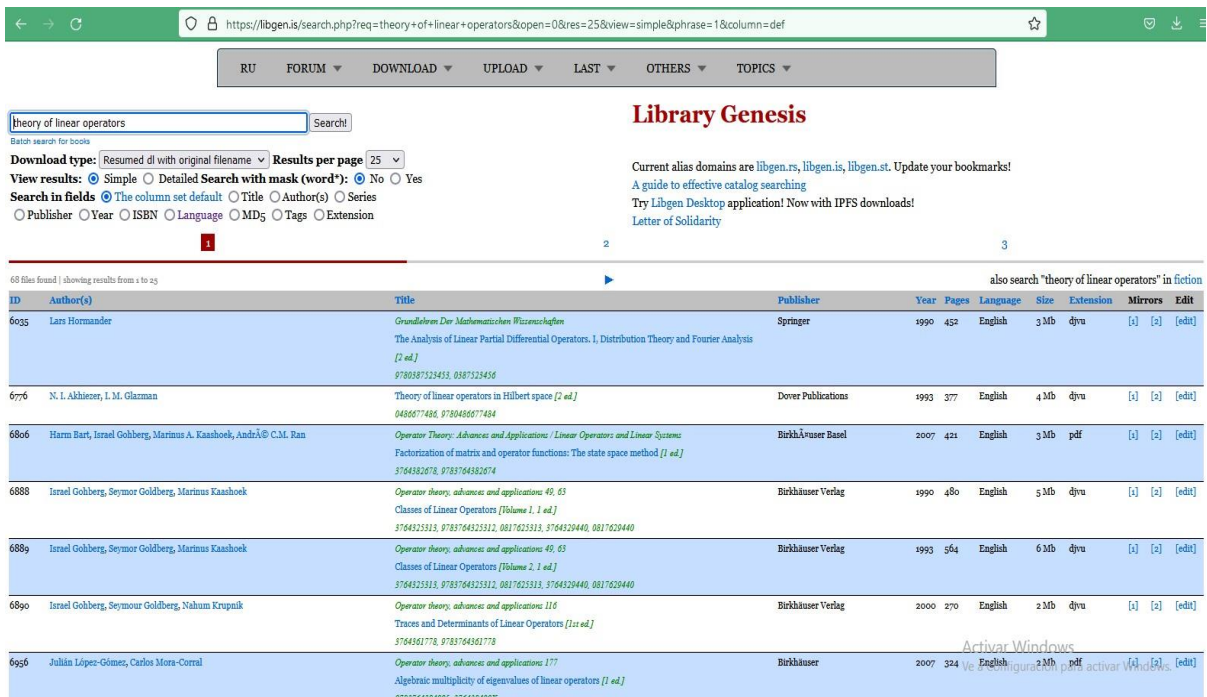 https://libgen.is/search.php?req=theory+of+linear+operators&open=0&res=25&view=simple&phrase=1&column=def
RU FORUM DOWNLOAD UPLOAD LAST OTHERS TOPICS
Library Genesis
theory of linear operators Search!
Batch search for books
Download type: Resumed dl with original filename Results per page 25
View results: Simple Detailed Search with mask (word*): No Yes
Search in fields The column set default Title Author(s) Series
Publisher Year ISBN Language MD5 Tags Extension
Current alias domains are libgen.rs, libgen.is, libgen.st. Update your bookmarks!
A guide to effective catalog searching
Try Libgen Desktop application! Now with IPFS downloads!
Letter of Solidarity
1 2 3
68 files found | showing results from 1 to 25 also search "theory of linear operators" in fiction
ID Author(s) Title Publisher Year Pages Language Size Extension Mirrors Edit
6035 Lars Hormander Grundlehren Der Mathematischen Wissenschaften Springer 1990 452 English 3 Mb djvu [1] [2] [edit]
The Analysis of Linear Partial Differential Operators. I, Distribution Theory and Fourier Analysis
[2 ed.]
9780387523453, 0387523456
6776 N. I. Akhiezer, I. M. Glazman Theory of linear operators in Hilbert space [2 ed.] Dover Publications 1993 377 English 4 Mb djvu [1] [2] [edit]
0486677486, 9780486677484
6806 Harm Bart, Israel Gohberg, Marinus A. Kaashoek, AndrÃ© C.M. Ran Operator Theory: Advances and Applications / Linear Operators and Linear Systems BirkhÃ¤user Basel 2007 421 English 3 Mb pdf [1] [2] [edit]
Factorization of matrix and operator functions: The state space method [1 ed.]
3764382678, 9783764382674
6888 Israel Gohberg, Seymor Goldberg, Marinus Kaashoek Operator theory, advances and applications 49, 63 Birkhäuser Verlag 1990 480 English 5 Mb djvu [1] [2] [edit]
Classes of Linear Operators [Volume 1, 1 ed.]
3764325313, 9783764325312, 0817625313, 3764329440, 0817629440
6889 Israel Gohberg, Seymor Goldberg, Marinus Kaashoek Operator theory, advances and applications 49, 63 Birkhäuser Verlag 1993 564 English 6 Mb djvu [1] [2] [edit]
Classes of Linear Operators [Volume 2, 1 ed.]
3764325313, 9783764325312, 0817625313, 3764329440, 0817629440
6890 Israel Gohberg, Seymour Goldberg, Nahum Krupnik Operator theory, advances and applications 116 Birkhäuser Verlag 2000 270 English 2 Mb djvu [1] [2] [edit]
Traces and Determinants of Linear Operators [1st ed.]
3764361778, 9783764361778
Activar Windows
6956 Julián López-Gómez, Carlos Mora-Corral Operator theory, advances and applications 177 Birkhäuser 2007 324 English 2 Mb pdf [1] [2] [edit]
Ve a Configuración para activar Windows.
Algebraic multiplicity of eigenvalues of linear operators [1 ed.]